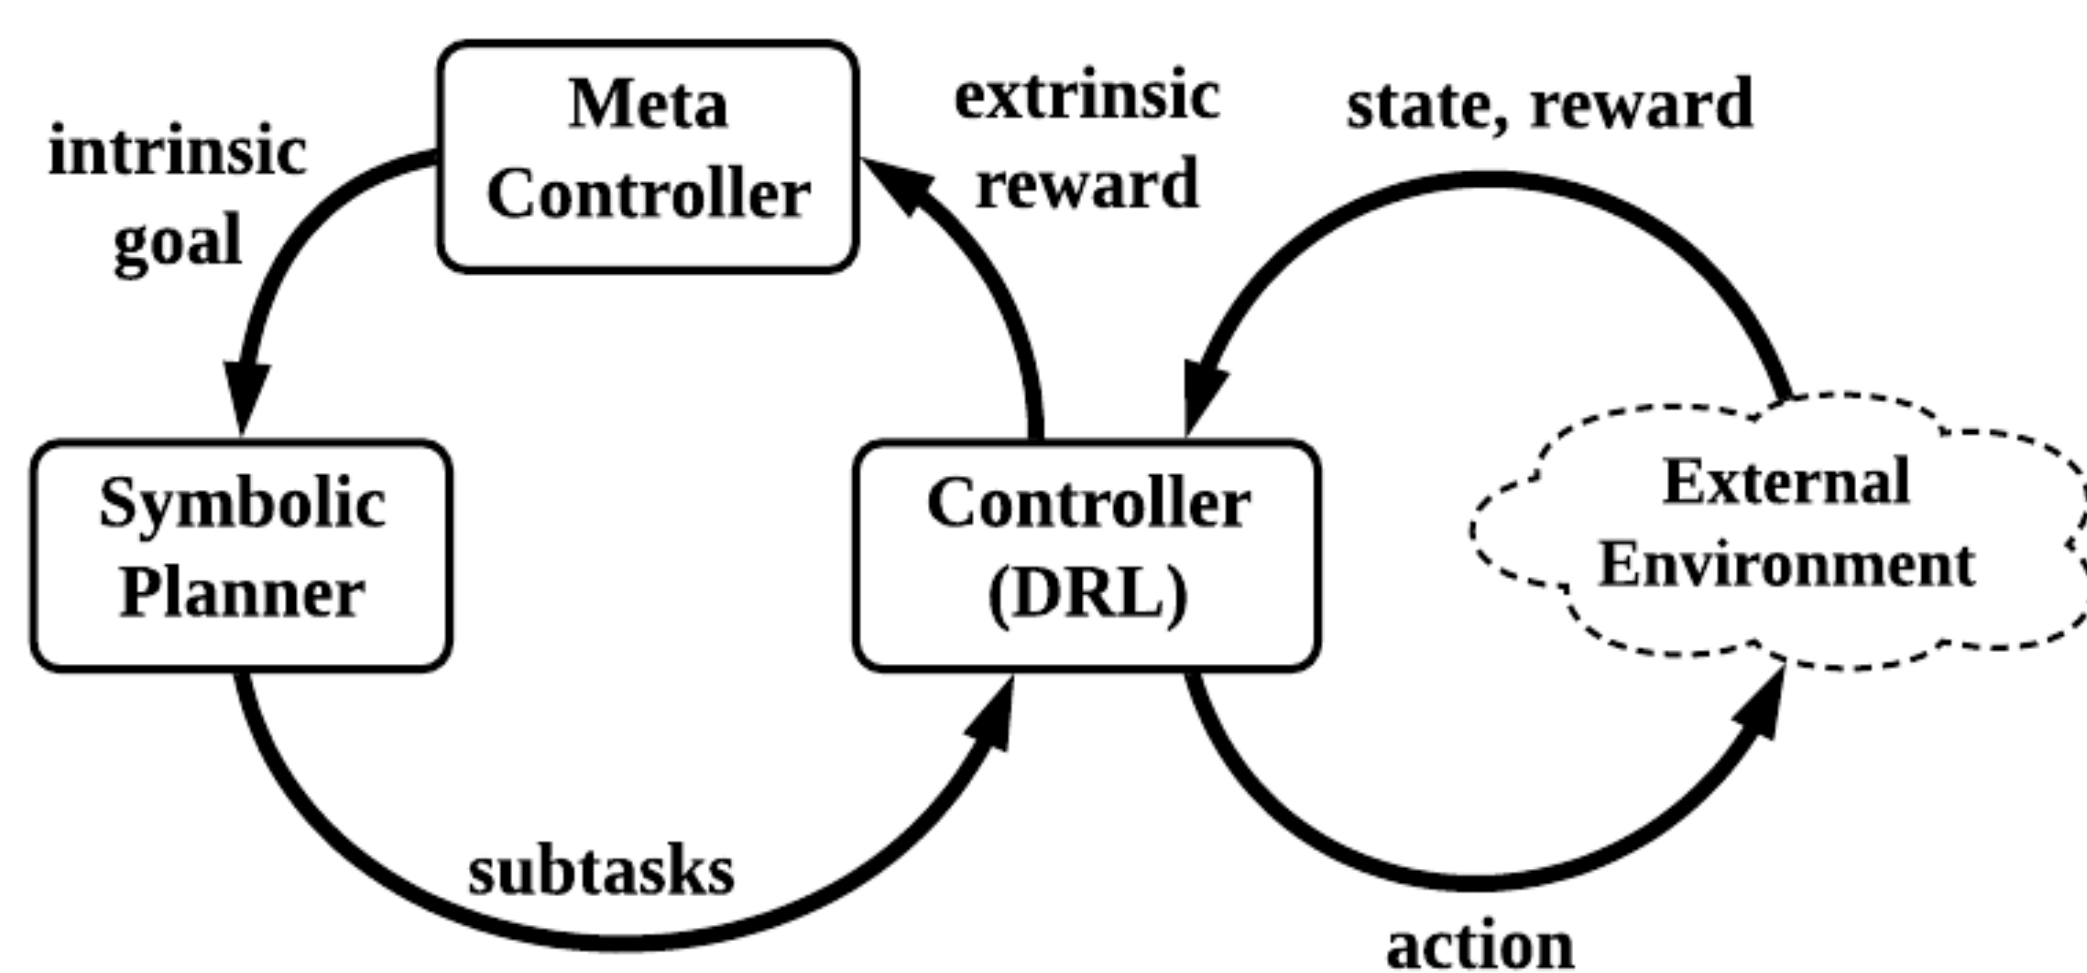 Meta
Controller
extrinsic
reward
state, reward
intrinsic
goal
Symbolic
Planner
Controller
(DRL)
External
Environment
subtasks
action